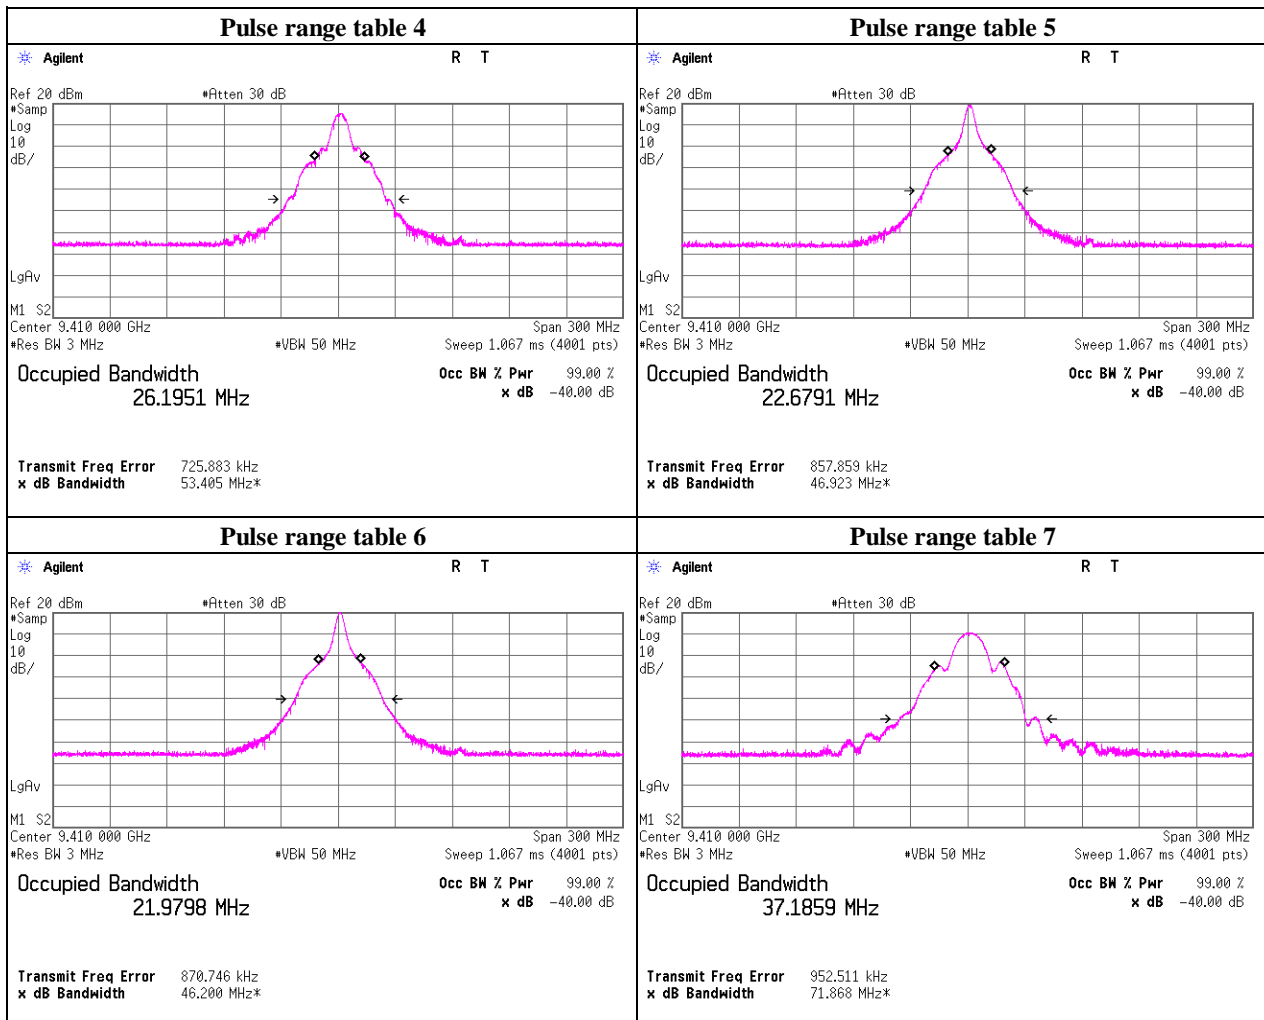 Pulse range table 4
Agilent
R T
Ref 20 dBm #Atten 30 dB
#Samp
Log
10
dB/
LgAv
M1 S2
Center 9.410 000 GHz Span 300 MHz
#Res BW 3 MHz #VBW 50 MHz Sweep 1.067 ms (4001 pts)
Occupied Bandwidth Occ BW % Pwr 99.00 %
26.1951 MHz x dB -40.00 dB
Transmit Freq Error 725.883 kHz
x dB Bandwidth 53.405 MHz*
Pulse range table 5
Agilent
R T
Ref 20 dBm #Atten 30 dB
#Samp
Log
10
dB/
LgAv
M1 S2
Center 9.410 000 GHz Span 300 MHz
#Res BW 3 MHz #VBW 50 MHz Sweep 1.067 ms (4001 pts)
Occupied Bandwidth Occ BW % Pwr 99.00 %
22.6791 MHz x dB -40.00 dB
Transmit Freq Error 857.859 kHz
x dB Bandwidth 46.923 MHz*
Pulse range table 6
Agilent
R T
Ref 20 dBm #Atten 30 dB
#Samp
Log
10
dB/
LgAv
M1 S2
Center 9.410 000 GHz Span 300 MHz
#Res BW 3 MHz #VBW 50 MHz Sweep 1.067 ms (4001 pts)
Occupied Bandwidth Occ BW % Pwr 99.00 %
21.9798 MHz x dB -40.00 dB
Transmit Freq Error 870.746 kHz
x dB Bandwidth 46.200 MHz*
Pulse range table 7
Agilent
R T
Ref 20 dBm #Atten 30 dB
#Samp
Log
10
dB/
LgAv
M1 S2
Center 9.410 000 GHz Span 300 MHz
#Res BW 3 MHz #VBW 50 MHz Sweep 1.067 ms (4001 pts)
Occupied Bandwidth Occ BW % Pwr 99.00 %
37.1859 MHz x dB -40.00 dB
Transmit Freq Error 952.511 kHz
x dB Bandwidth 71.868 MHz*